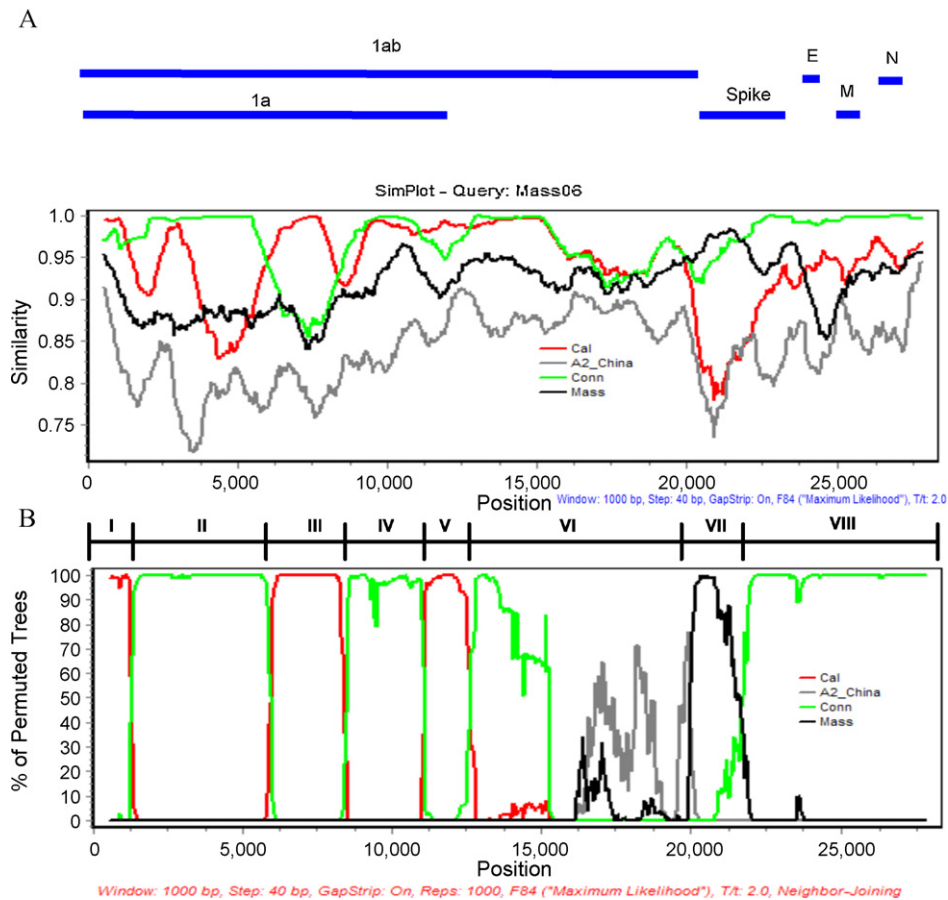 A
1ab
E
N
1a
Spike
M
SimPlot - Query: Mass06
Similarity
1.0
0.95
0.9
0.85
0.8
0.75
Cal
A2_China
Conn
Mass
0
5,000
10,000
15,000
20,000
25,000
Position
Window: 1000 bp, Step: 40 bp, GapStrip: On, F84 ("Maximum Likelihood"), T/t: 2.0
B
I II III IV V VI VII VIII
% of Permuted Trees
100
90
80
70
60
50
40
30
20
10
0
Cal
A2_China
Conn
Mass
0
5,000
10,000
15,000
20,000
25,000
Position
Window: 1000 bp, Step: 40 bp, GapStrip: On, Reps: 1000, F84 ("Maximum Likelihood"), T/t: 2.0, Neighbor-Joining